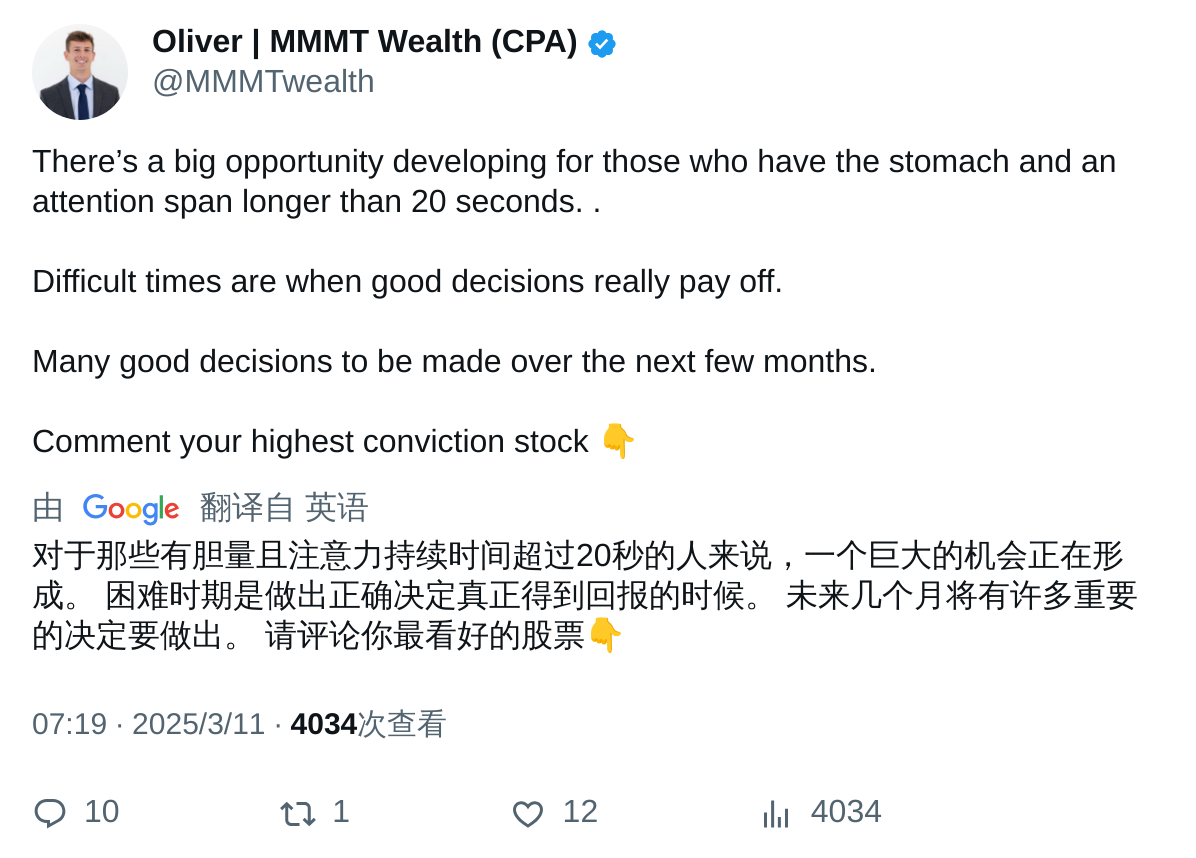 Oliver | MMMT Wealth (CPA)
@MMMTwealth
There’s a big opportunity developing for those who have the stomach and an
attention span longer than 20 seconds. .
Difficult times are when good decisions really pay off.
Many good decisions to be made over the next few months.
Comment your highest conviction stock 👇
由 Google 翻译自 英语
对于那些有胆量且注意力持续时间超过20秒的人来说，一个巨大的机会正在形
成。 困难时期是做出正确决定真正得到回报的时候。 未来几个月将有许多重要
的决定要做出。 请评论你最看好的股票👇
07:19 · 2025/3/11 · 4034次查看
10 1 12 4034